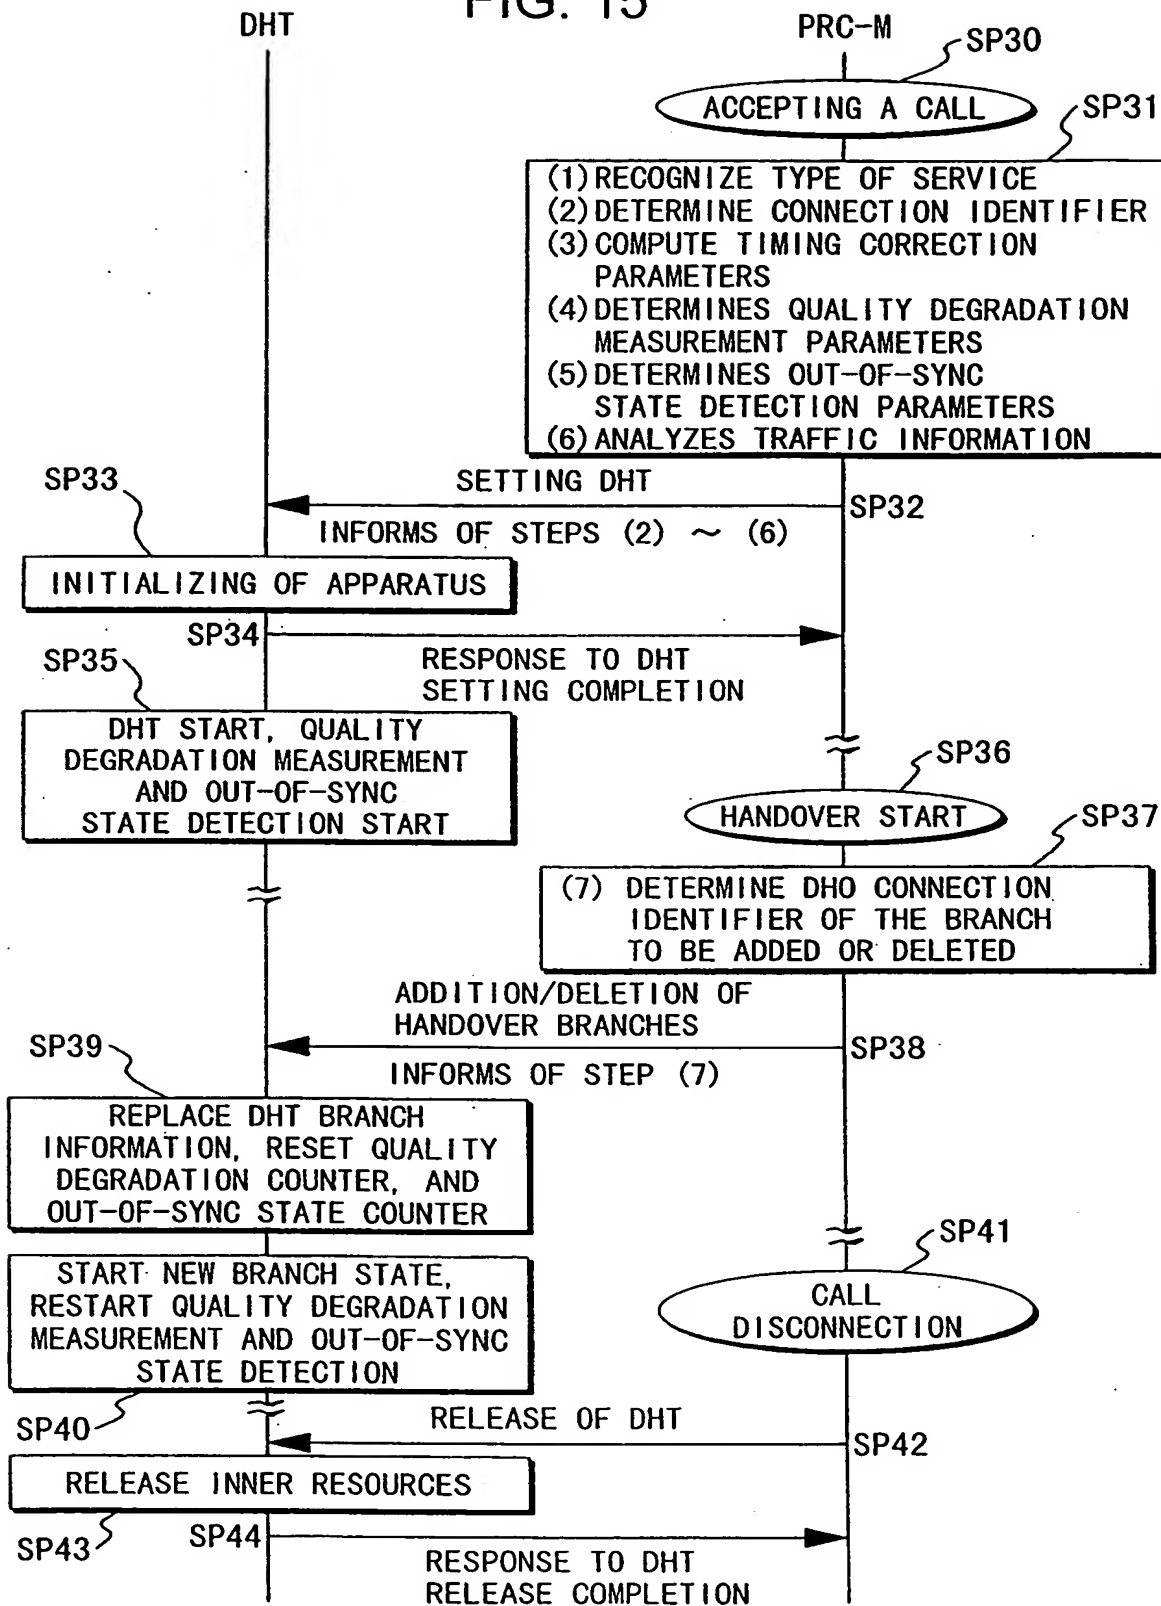 FIG. 15
DHT
PRC-M
SP30
ACCEPTING A CALL
SP31
(1) RECOGNIZE TYPE OF SERVICE
(2) DETERMINE CONNECTION IDENTIFIER
(3) COMPUTE TIMING CORRECTION
PARAMETERS
(4) DETERMINES QUALITY DEGRADATION
MEASUREMENT PARAMETERS
(5) DETERMINES OUT-OF-SYNC
STATE DETECTION PARAMETERS
(6) ANALYZES TRAFFIC INFORMATION
SP33
SETTING DHT
SP32
INFORMS OF STEPS (2) ~ (6)
INITIALIZING OF APPARATUS
SP34
RESPONSE TO DHT
SETTING COMPLETION
SP35
DHT START, QUALITY
DEGRADATION MEASUREMENT
AND OUT-OF-SYNC
STATE DETECTION START
SP36
HANDOVER START
SP37
(7) DETERMINE DHO CONNECTION
IDENTIFIER OF THE BRANCH
TO BE ADDED OR DELETED
ADDITION/DELETION OF
HANDOVER BRANCHES
SP38
SP39
INFORMS OF STEP (7)
REPLACE DHT BRANCH
INFORMATION, RESET QUALITY
DEGRADATION COUNTER, AND
OUT-OF-SYNC STATE COUNTER
SP41
CALL
DISCONNECTION
START NEW BRANCH STATE,
RESTART QUALITY DEGRADATION
MEASUREMENT AND OUT-OF-SYNC
STATE DETECTION
SP40
RELEASE OF DHT
SP42
RELEASE INNER RESOURCES
SP43
SP44
RESPONSE TO DHT
RELEASE COMPLETION